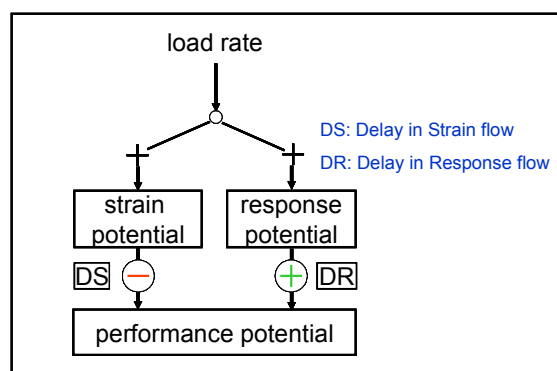 load rate
DS: Delay in Strain flow
DR: Delay in Response flow
strain
potential
response
potential
DS
DR
performance potential